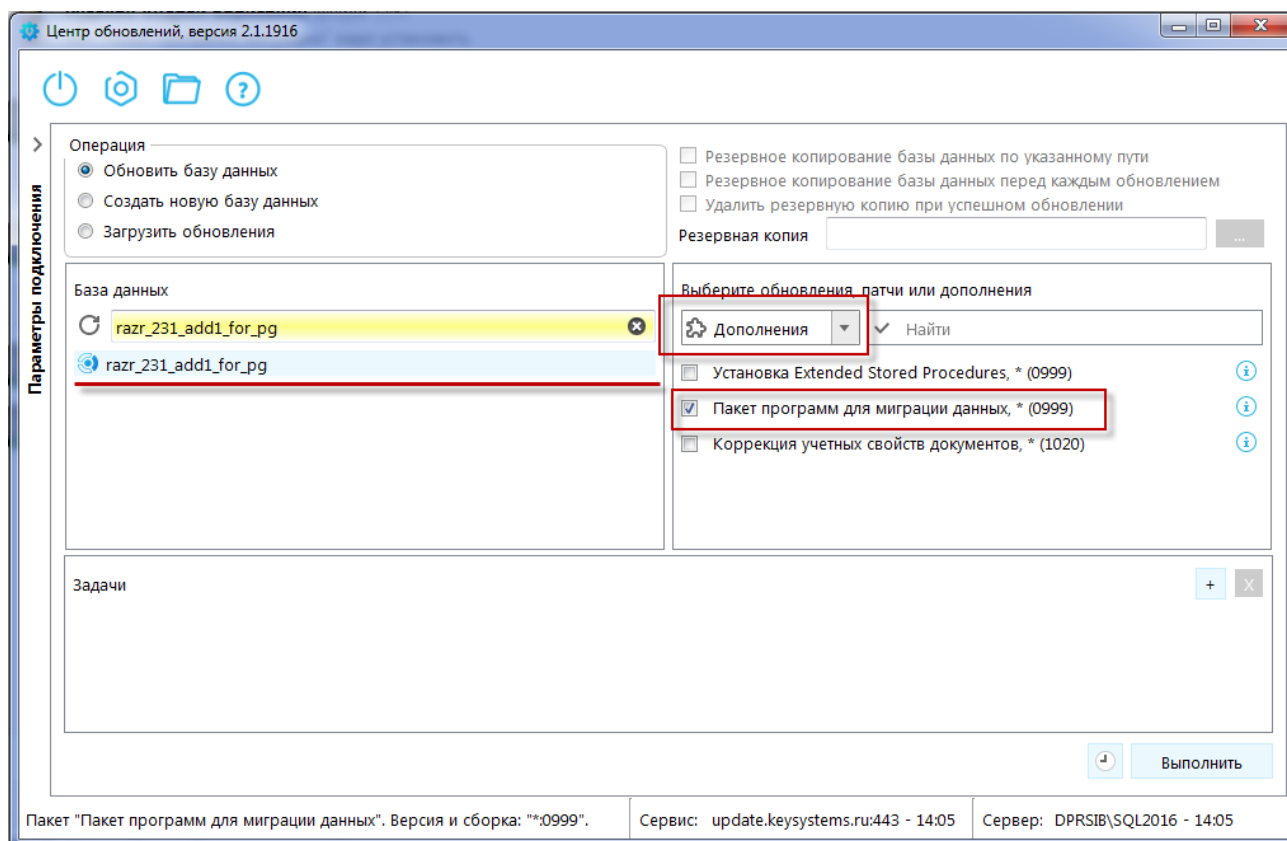 Центр обновлений, версия 2.1.1916
Операция
Обновить базу данных
Создать новую базу данных
Загрузить обновления
Резервное копирование базы данных по указанному пути
Резервное копирование базы данных перед каждым обновлением
Удалить резервную копию при успешном обновлении
Резервная копия
...
Параметры подключения
База данных
razr_231_add1_for_pg
razr_231_add1_for_pg
Выберите обновления, патчи или дополнения
Дополнения
Найти
Установка Extended Stored Procedures, * (0999)
Пакет программ для миграции данных, * (0999)
Коррекция учетных свойств документов, * (1020)
Задачи
+ X
Выполнить
Пакет "Пакет программ для миграции данных". Версия и сборка: "*:0999".
Сервис: update.keysystems.ru:443 - 14:05
Сервер: DPRSIB\SQL2016 - 14:05